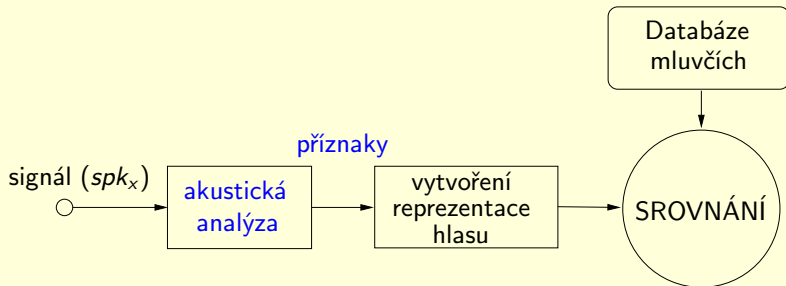 Databáze
mluvčích
příznaky
signál (spkₓ)
akustická
analýza
vytvoření
reprezentace
hlasu
SROVNÁNÍ